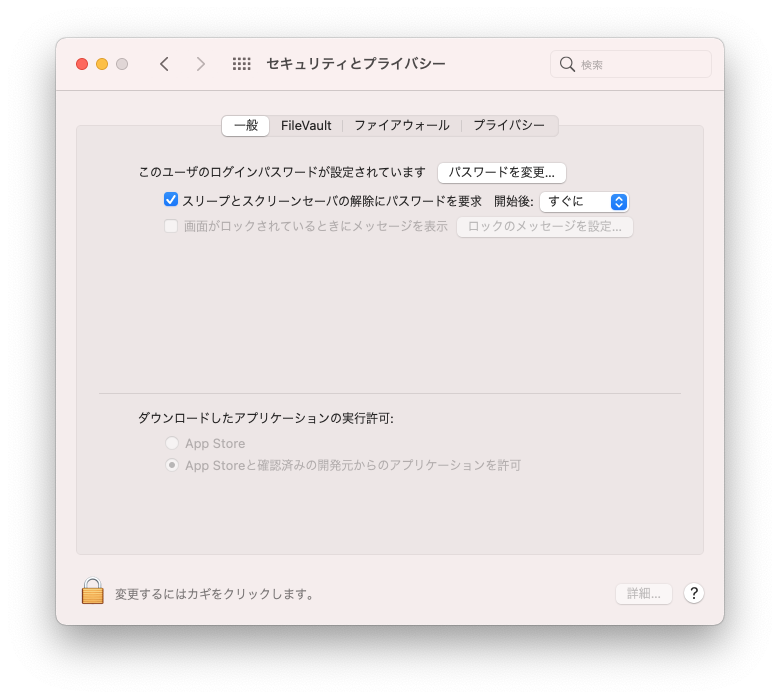 セキュリティとプライバシー
検索
一般 FileVault ファイアウォール プライバシー
このユーザのログインパスワードが設定されています パスワードを変更...
スリープとスクリーンセーバの解除にパスワードを要求 開始後: すぐに
画面がロックされているときにメッセージを表示 ロックのメッセージを設定...
ダウンロードしたアプリケーションの実行許可:
App Store
App Storeと確認済みの開発元からのアプリケーションを許可
変更するにはカギをクリックします。
詳細... ?